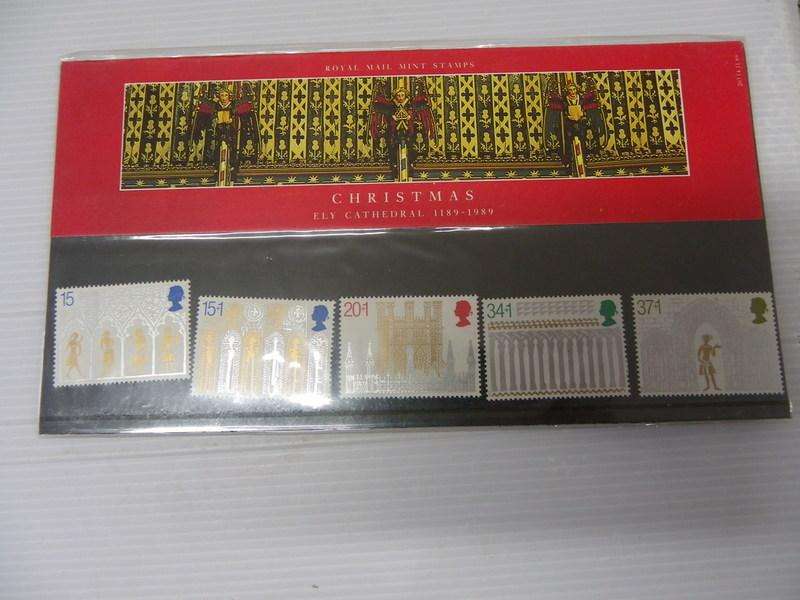 ROYAL MAIL MINT STAMPS
CHRISTMAS
ELY CATHEDRAL 1189-1989
15
15+1
20+1
34+1
37+1